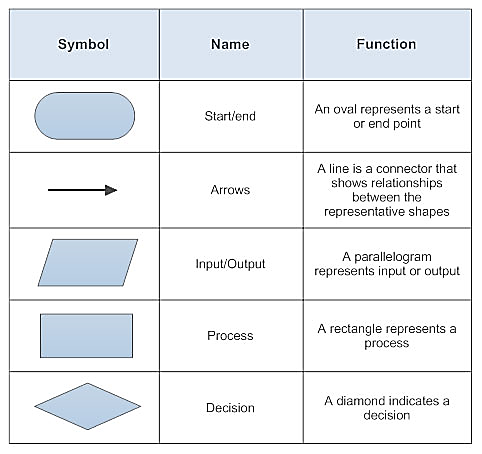 Symbol
Name
Function
Start/end
An oval represents a start
or end point
Arrows
A line is a connector that
shows relationships
between the
representative shapes
Input/Output
A parallelogram
represents input or output
Process
A rectangle represents a
process
Decision
A diamond indicates a
decision